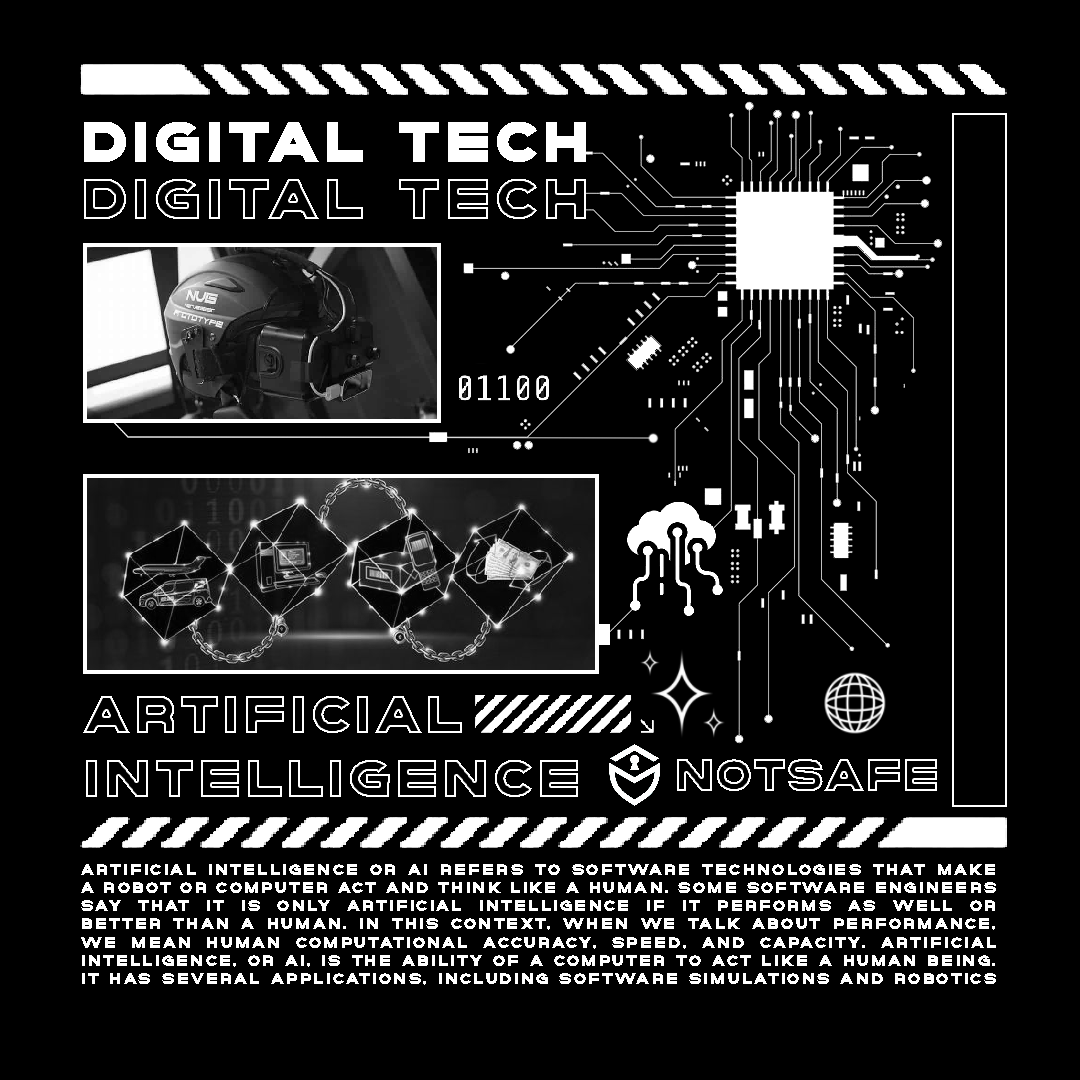 DIGITAL TECH
DIGITAL TECH
NUG
PROTOTYPE
01100
ARTIFICIAL
INTELLIGENCE
NOTSAFE
ARTIFICIAL INTELLIGENCE OR AI REFERS TO SOFTWARE TECHNOLOGIES THAT MAKE
A ROBOT OR COMPUTER ACT AND THINK LIKE A HUMAN. SOME SOFTWARE ENGINEERS
SAY THAT IT IS ONLY ARTIFICIAL INTELLIGENCE IF IT PERFORMS AS WELL OR
BETTER THAN A HUMAN. IN THIS CONTEXT, WHEN WE TALK ABOUT PERFORMANCE,
WE MEAN HUMAN COMPUTATIONAL ACCURACY, SPEED, AND CAPACITY. ARTIFICIAL
INTELLIGENCE, OR AI, IS THE ABILITY OF A COMPUTER TO ACT LIKE A HUMAN BEING.
IT HAS SEVERAL APPLICATIONS, INCLUDING SOFTWARE SIMULATIONS AND ROBOTICS